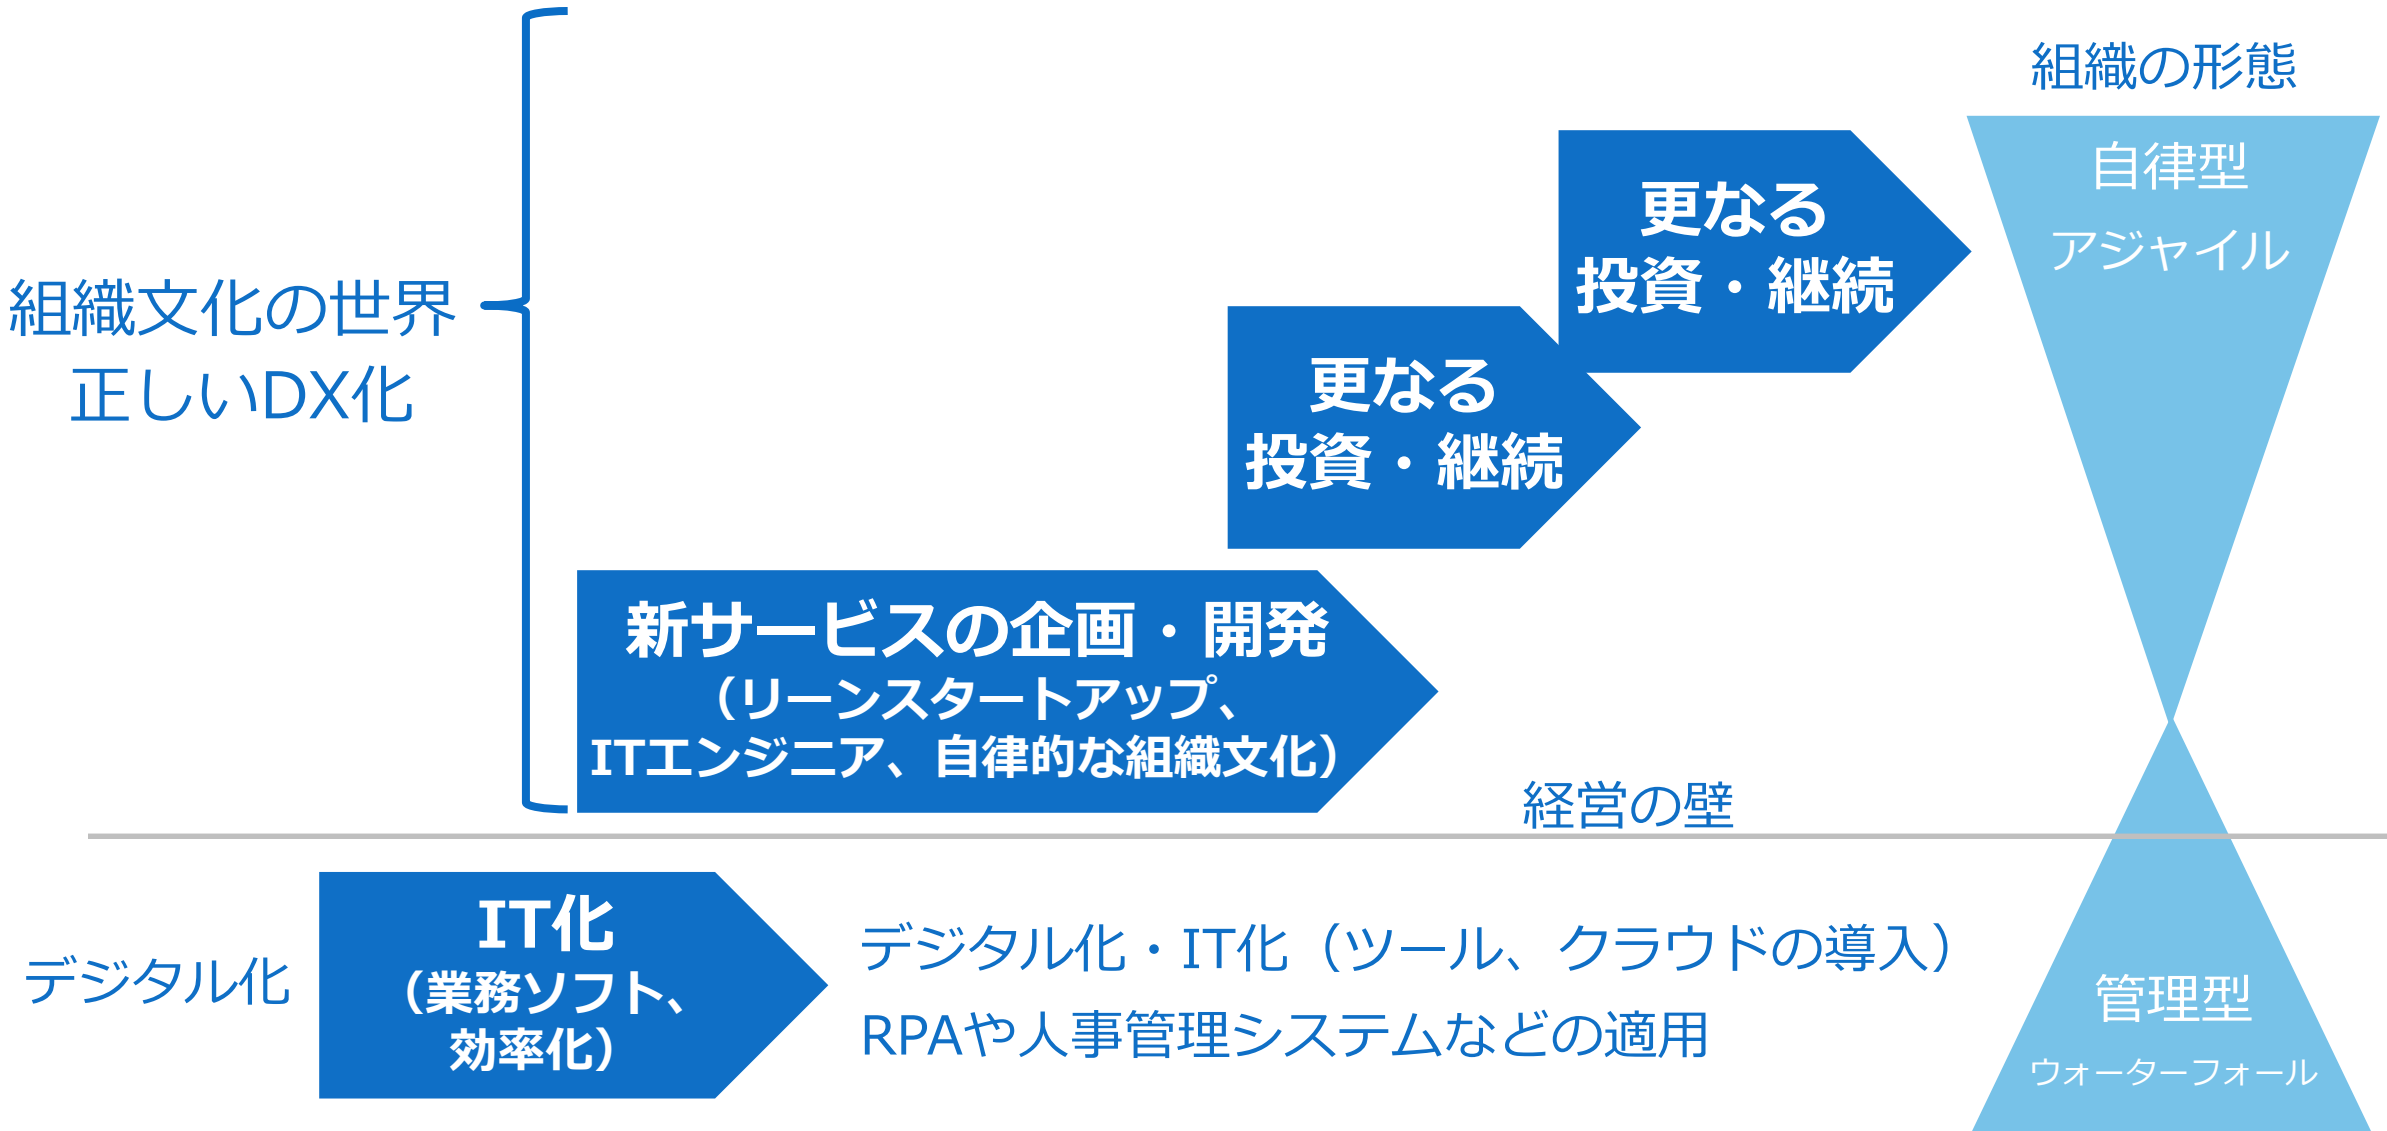 組織の形態
自律型
アジャイル
更なる
投資・継続
更なる
投資・継続
組織文化の世界
正しいDX化
新サービスの企画・開発
（リーンスタートアップ、
ITエンジニア、自律的な組織文化）
経営の壁
デジタル化
IT化
（業務ソフト、
効率化）
デジタル化・IT化（ツール、クラウドの導入）
RPAや人事管理システムなどの適用
管理型
ウォーターフォール